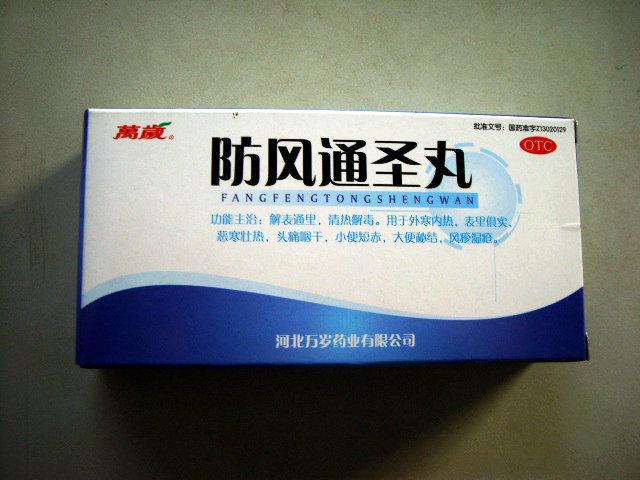 萬歲®
批准文号：国药准字Z13020129
OTC
防风通圣丸
FANGFENGTONGSHENGWAN
功能主治：解表通里，清热解毒。用于外寒内热，表里俱实，
恶寒壮热，头痛咽干，小便短赤，大便秘结，风疹湿疮。
河北万岁药业有限公司